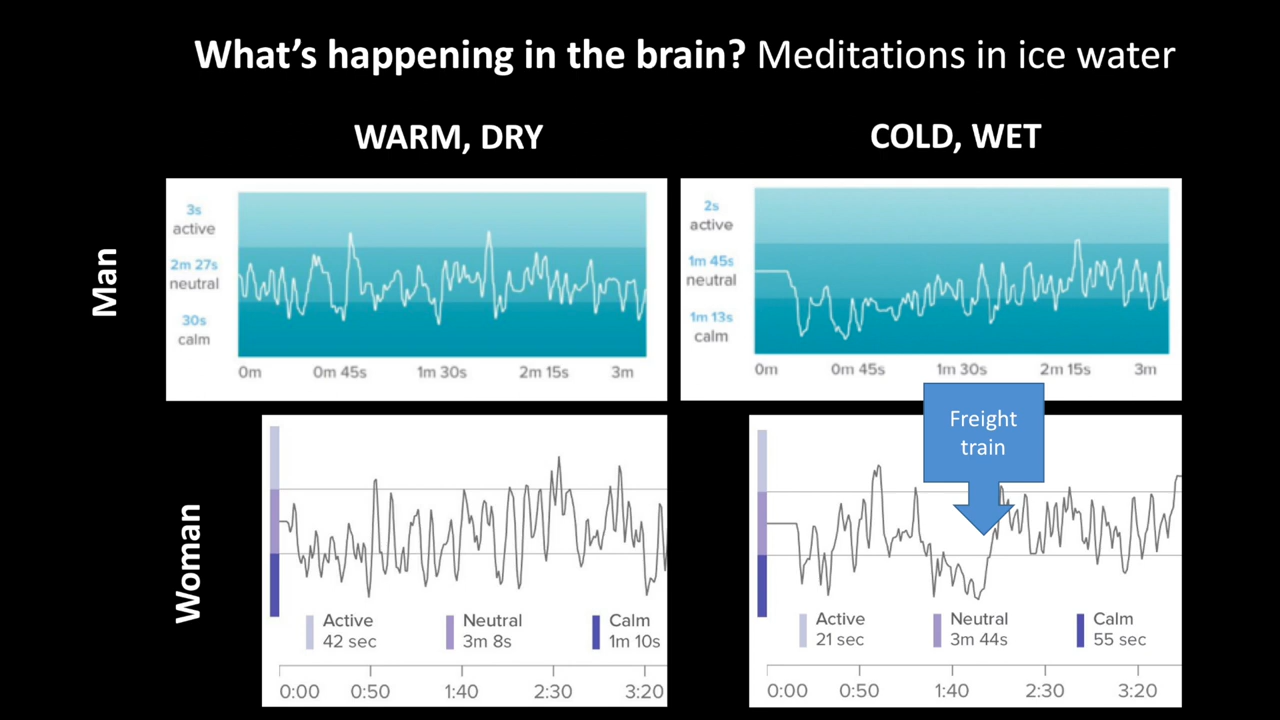 What's happening in the brain? Meditations in ice water
WARM, DRY
COLD, WET
Man
3s
active
2m 27s
neutral
30s
calm
0m
0m 45s
1m 30s
2m 15s
3m
2s
active
1m 45s
neutral
1m 13s
calm
0m
0m 45s
1m 30s
2m 15s
3m
Freight
train
Woman
Active
42 sec
Neutral
3m 8s
Calm
1m 10s
0:00
0:50
1:40
2:30
3:20
Active
21 sec
Neutral
3m 44s
Calm
55 sec
0:00
0:50
1:40
2:30
3:20